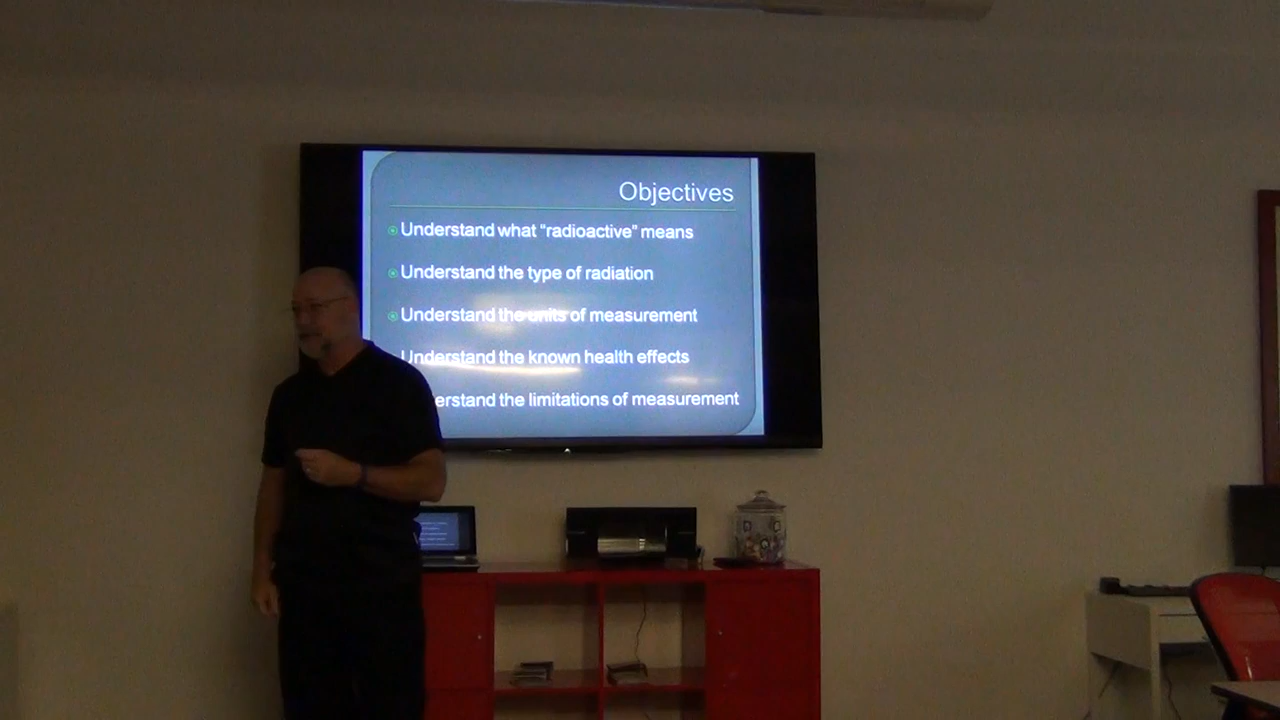 Objectives
Understand what “radioactive” means
Understand the type of radiation
Understand the units of measurement
Understand the known health effects
erstand the limitations of measurement